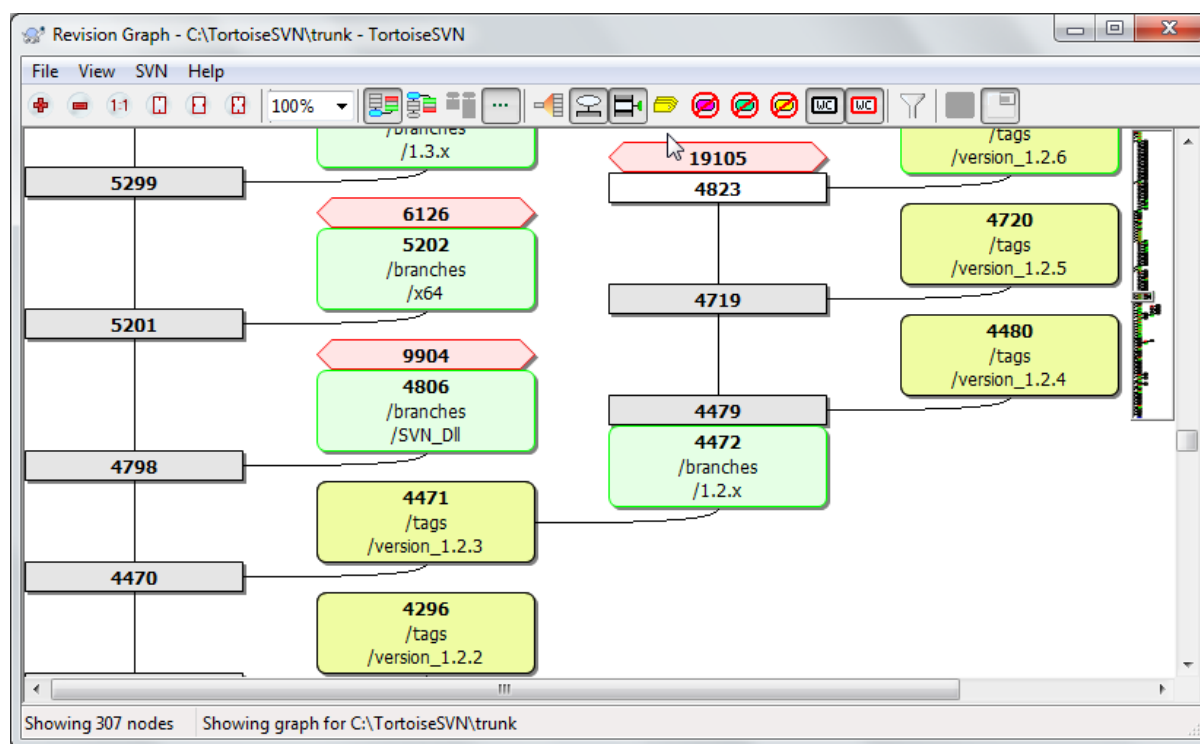 Revision Graph - C:\TortoiseSVN\trunk - TortoiseSVN
File View SVN Help
1:1 100% WC WC
/branches
/1.3.x
5299
6126
5202
/branches
/x64
5201
9904
4806
/branches
/SVN_Dll
4798
4471
/tags
/version_1.2.3
4470
4296
/tags
/version_1.2.2
19105
4823
4719
4479
4472
/branches
/1.2.x
/tags
/version_1.2.6
4720
/tags
/version_1.2.5
4480
/tags
/version_1.2.4
Showing 307 nodes Showing graph for C:\TortoiseSVN\trunk